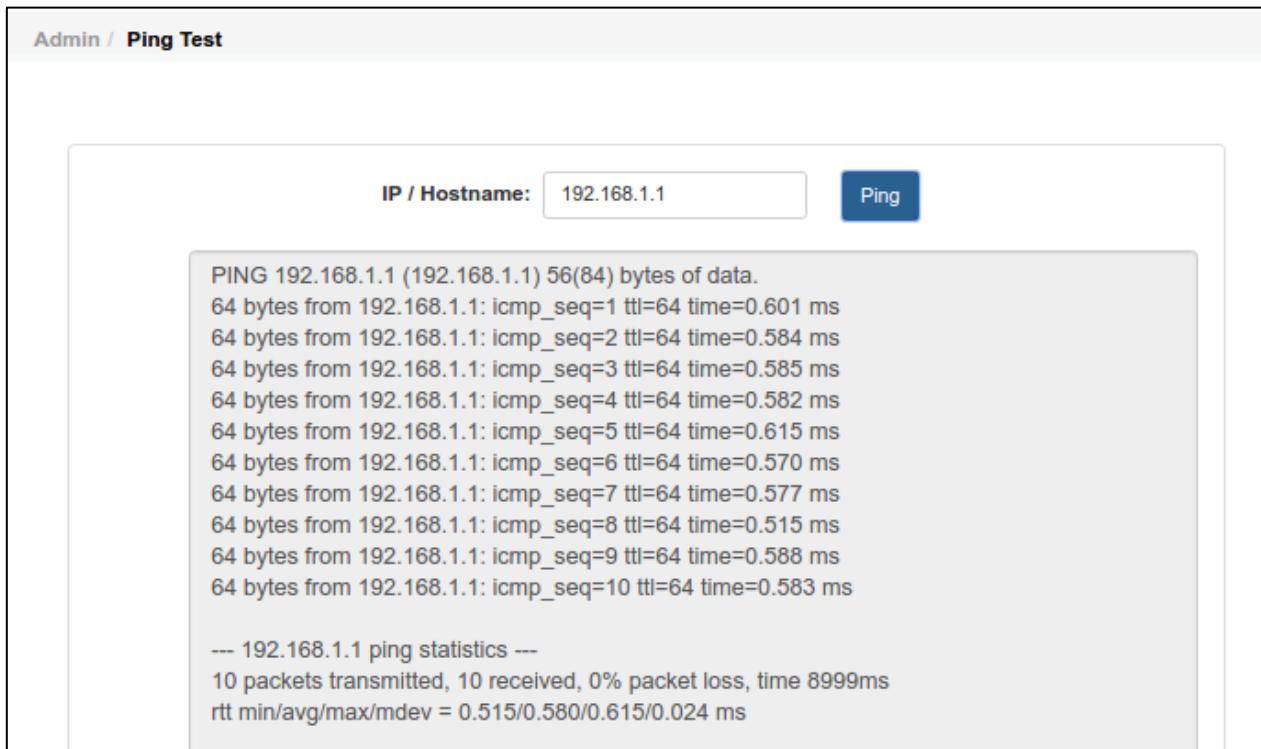 Admin / Ping Test
IP / Hostname: 192.168.1.1 Ping
PING 192.168.1.1 (192.168.1.1) 56(84) bytes of data.
64 bytes from 192.168.1.1: icmp_seq=1 ttl=64 time=0.601 ms
64 bytes from 192.168.1.1: icmp_seq=2 ttl=64 time=0.584 ms
64 bytes from 192.168.1.1: icmp_seq=3 ttl=64 time=0.585 ms
64 bytes from 192.168.1.1: icmp_seq=4 ttl=64 time=0.582 ms
64 bytes from 192.168.1.1: icmp_seq=5 ttl=64 time=0.615 ms
64 bytes from 192.168.1.1: icmp_seq=6 ttl=64 time=0.570 ms
64 bytes from 192.168.1.1: icmp_seq=7 ttl=64 time=0.577 ms
64 bytes from 192.168.1.1: icmp_seq=8 ttl=64 time=0.515 ms
64 bytes from 192.168.1.1: icmp_seq=9 ttl=64 time=0.588 ms
64 bytes from 192.168.1.1: icmp_seq=10 ttl=64 time=0.583 ms
--- 192.168.1.1 ping statistics ---
10 packets transmitted, 10 received, 0% packet loss, time 8999ms
rtt min/avg/max/mdev = 0.515/0.580/0.615/0.024 ms